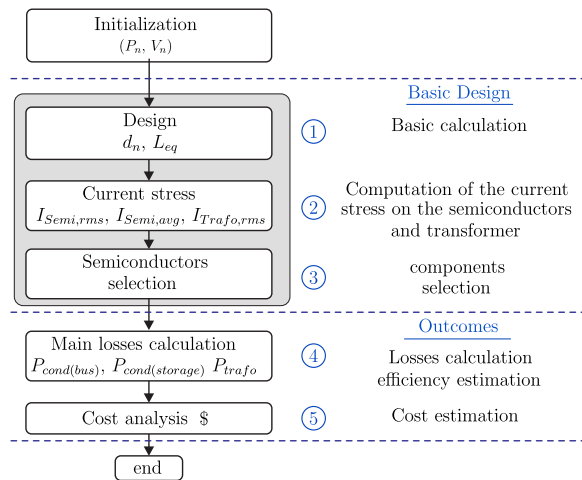 Initialization
(P_n, V_n)
Basic Design
Design
d_n, L_eq
1
Basic calculation
Current stress
I_Semi,rms, I_Semi,avg, I_Trafo,rms
2
Computation of the current
stress on the semiconductors
and transformer
Semiconductors
selection
3
components
selection
Outcomes
Main losses calculation
P_cond(bus), P_cond(storage) P_trafo
4
Losses calculation
efficiency estimation
Cost analysis $
5
Cost estimation
end